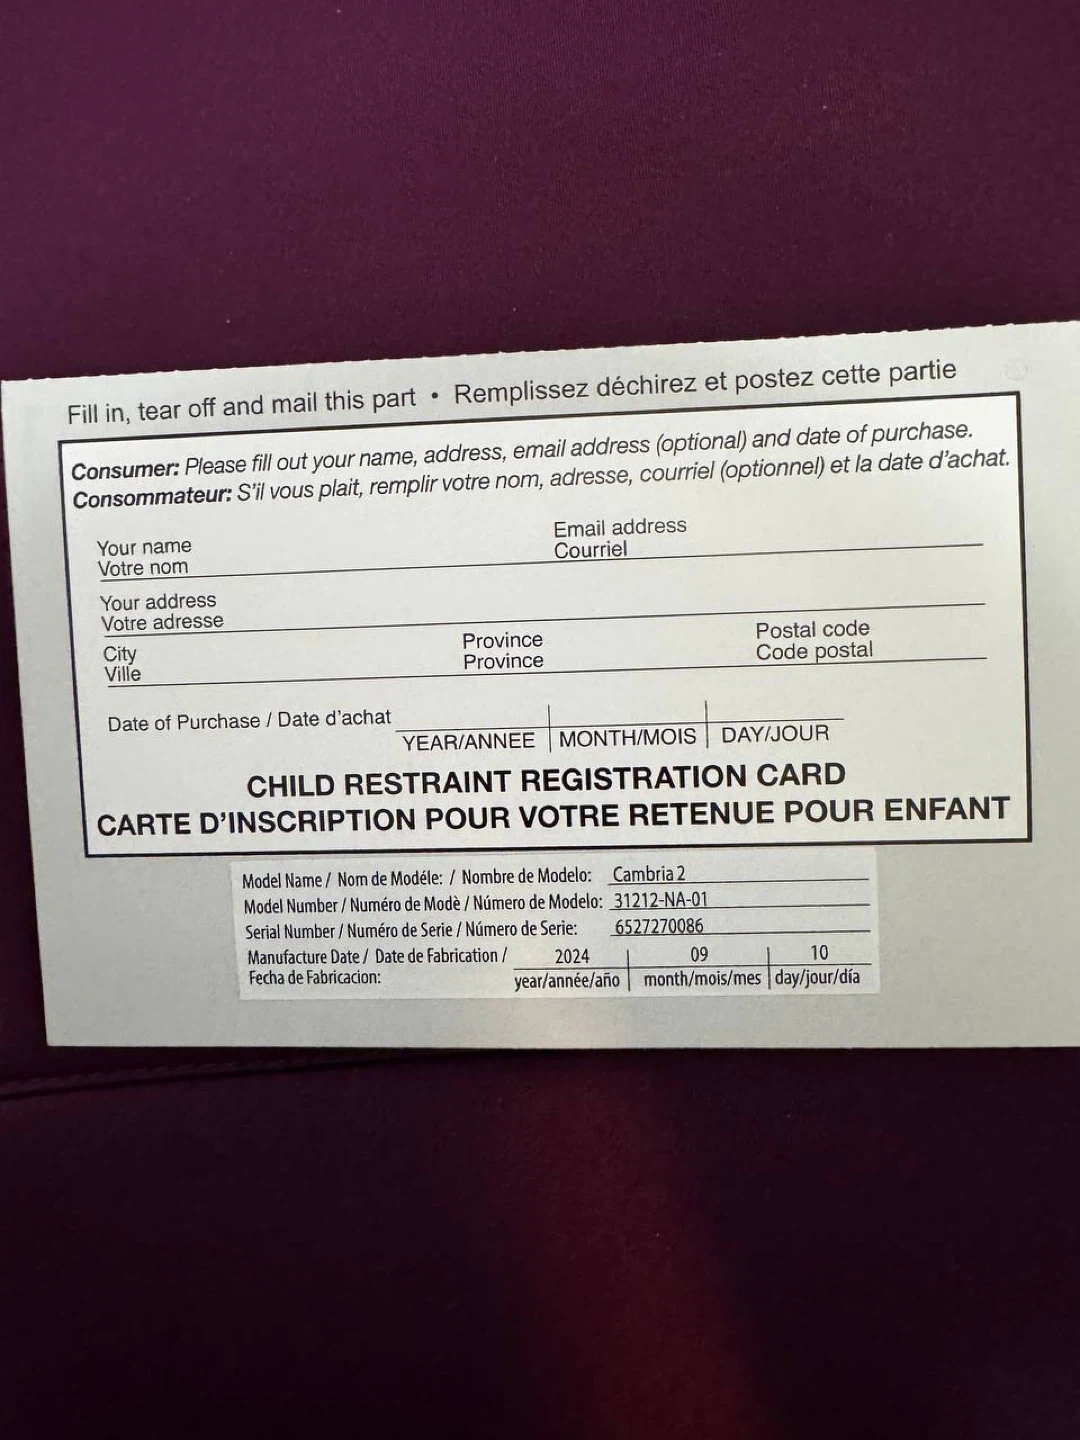 Fill in, tear off and mail this part • Remplissez déchirez et postez cette partie
Consumer: Please fill out your name, address, email address (optional) and date of purchase.
Consommateur: S'il vous plait, remplir votre nom, adresse, courriel (optionnel) et la date d'achat.
Your name Email address
Votre nom Courriel
Your address
Votre adresse
City Province Postal code
Ville Province Code postal
Date of Purchase / Date d'achat
YEAR/ANNEE MONTH/MOIS DAY/JOUR
CHILD RESTRAINT REGISTRATION CARD
CARTE D'INSCRIPTION POUR VOTRE RETENUE POUR ENFANT
Model Name / Nom de Modéle: / Nombre de Modelo: Cambria 2
Model Number / Numéro de Modè / Número de Modelo: 31212-NA-01
Serial Number / Numéro de Serie / Número de Serie: 6527270086
Manufacture Date / Date de Fabrication / 2024 09 10
Fecha de Fabricacion: year/année/año month/mois/mes day/jour/día